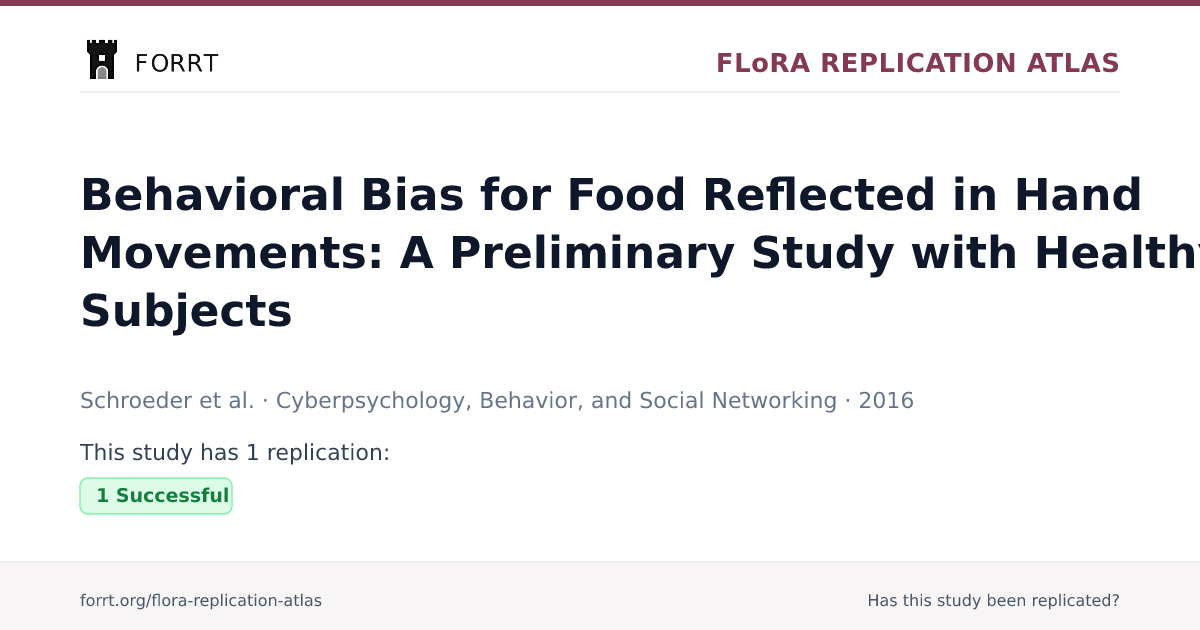 FORRT
FLoRA REPLICATION ATLAS
Behavioral Bias for Food Reflected in Hand
Movements: A Preliminary Study with Healthy
Subjects
Schroeder et al. · Cyberpsychology, Behavior, and Social Networking · 2016
This study has 1 replication:
1 Successful
forrt.org/flora-replication-atlas
Has this study been replicated?